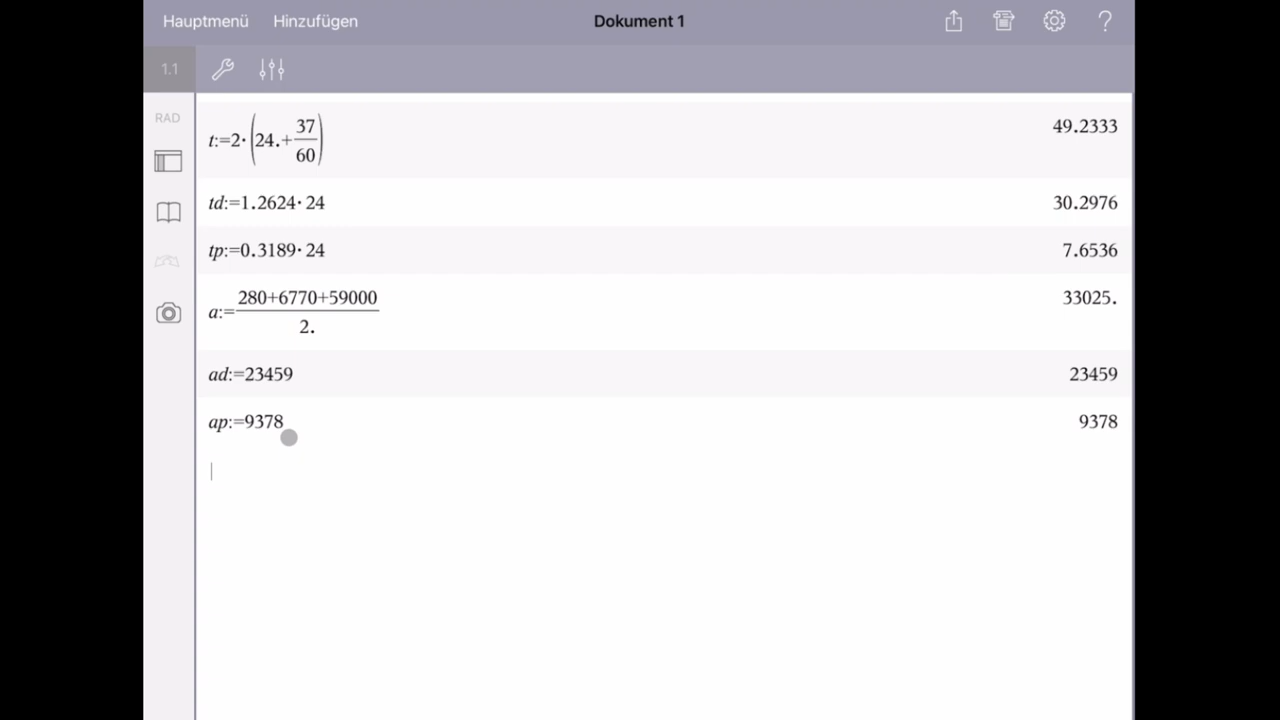 Hauptmenü Hinzufügen Dokument 1 ?
1.1
RAD
t:=2·(24.+37/60) 49.2333
td:=1.2624·24 30.2976
tp:=0.3189·24 7.6536
a:=(280+6770+59000)/2. 33025.
ad:=23459 23459
ap:=9378 9378